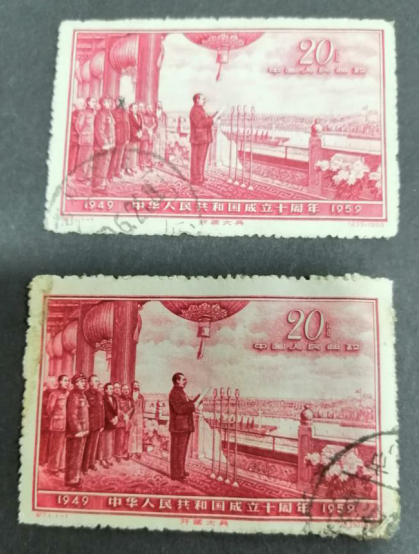 20分
中国人民邮政
1949 中华人民共和国成立十周年 1959
开国大典
20分
中国人民邮政
1949 中华人民共和国成立十周年 1959
开国大典